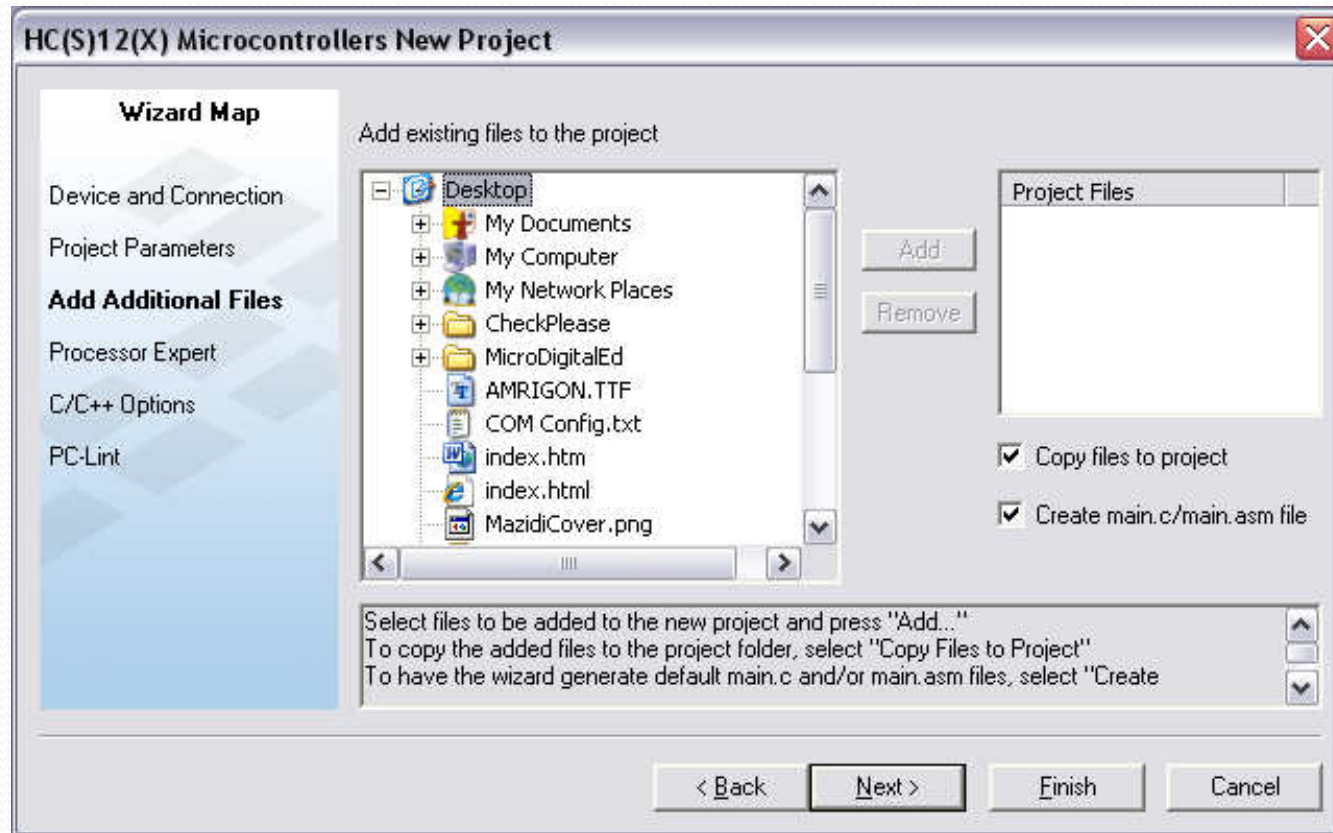 HC(S)12(X) Microcontrollers New Project
Wizard Map
Device and Connection
Project Parameters
Add Additional Files
Processor Expert
C/C++ Options
PC-Lint
Add existing files to the project
Desktop
My Documents
My Computer
My Network Places
CheckPlease
MicroDigitalEd
AMRIGON.TTF
COM Config.txt
index.htm
index.html
MazidiCover.png
Add
Remove
Project Files
Copy files to project
Create main.c/main.asm file
Select files to be added to the new project and press "Add..."
To copy the added files to the project folder, select "Copy Files to Project"
To have the wizard generate default main.c and/or main.asm files, select "Create
< Back
Next >
Finish
Cancel